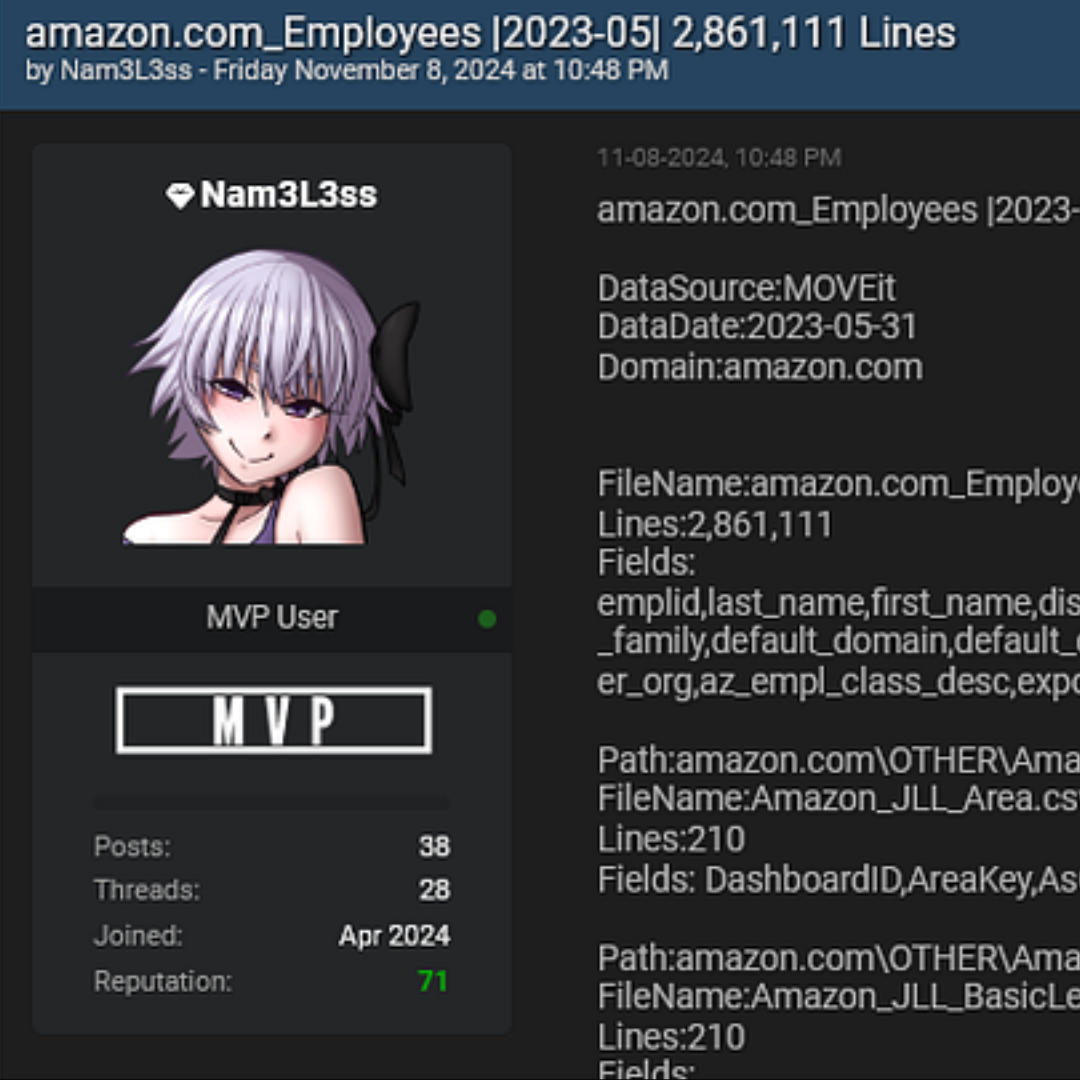 amazon.com_Employees |2023-05| 2,861,111 Lines
by Nam3L3ss - Friday November 8, 2024 at 10:48 PM
Nam3L3ss
MVP User
MVP
Posts: 38
Threads: 28
Joined: Apr 2024
Reputation: 71
11-08-2024, 10:48 PM
amazon.com_Employees |2023-
DataSource:MOVEit
DataDate:2023-05-31
Domain:amazon.com
FileName:amazon.com_Employe
Lines:2,861,111
Fields:
emplid,last_name,first_name,dis
_family,default_domain,default_
er_org,az_empl_class_desc,expo
Path:amazon.com\OTHER\Ama
FileName:Amazon_JLL_Area.cs
Lines:210
Fields: DashboardID,AreaKey,As
Path:amazon.com\OTHER\Ama
FileName:Amazon_JLL_BasicLe
Lines:210
Fields: